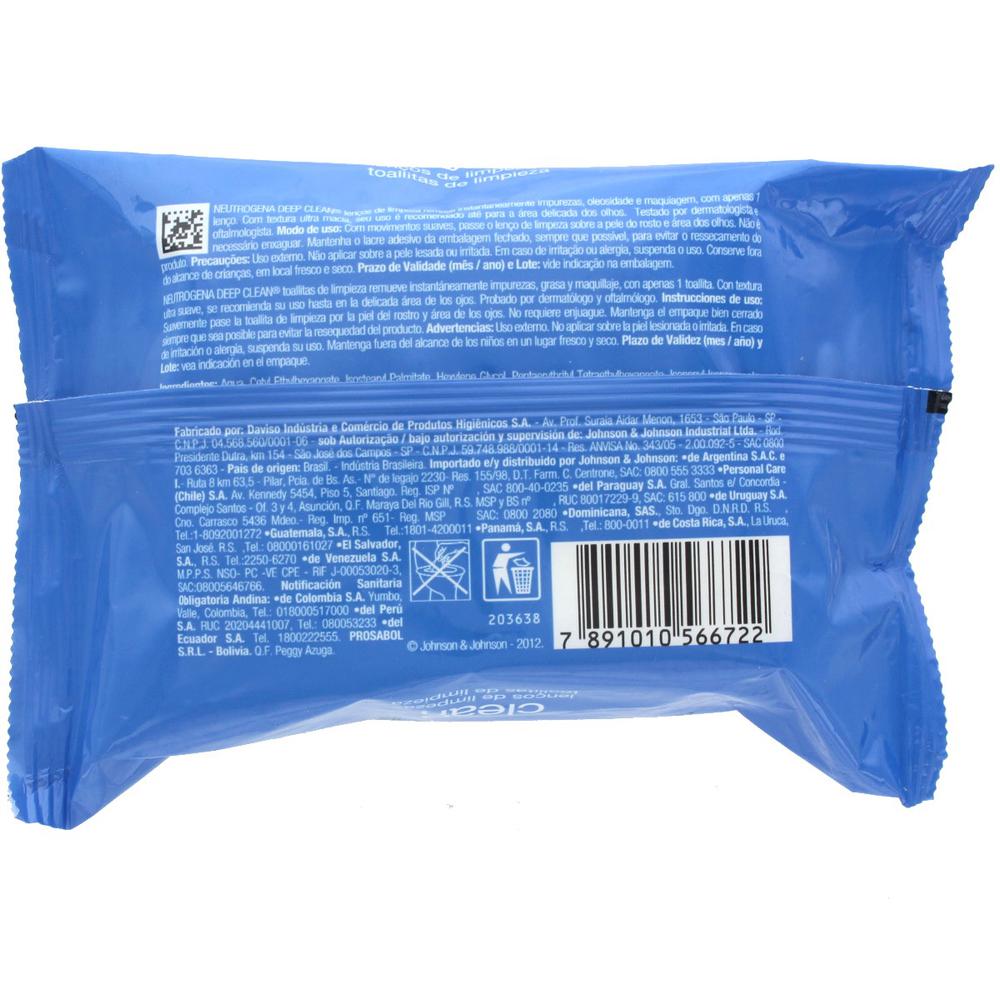 toallitas de limpieza
NEUTROGENA DEEP CLEAN® lenços de limpeza remove instantaneamente impurezas, oleosidade e maquiagem, com apenas 1
lenço. Com textura ultra macia, seu uso é recomendado até para a área delicada dos olhos. Testado por dermatologista e
oftalmologista. Modo de uso: Com movimentos suaves, passe o lenço de limpeza sobre a pele do rosto e área dos olhos. Não é
necessário enxaguar. Mantenha o lacre adesivo da embalagem fechado, sempre que possível, para evitar o ressecamento do
produto. Precauções: Uso externo. Não aplicar sobre a pele lesada ou irritada. Em caso de irritação ou alergia, suspenda o uso. Conserve fora
do alcance de crianças, em local fresco e seco. Prazo de Validade (mês / ano) e Lote: vide indicação na embalagem.
NEUTROGENA DEEP CLEAN® toallitas de limpieza remueve instantáneamente impurezas, grasa y maquillaje, con apenas 1 toallita. Con textura
ultra suave, se recomienda su uso hasta en la delicada área de los ojos. Probado por dermatólogo y oftalmólogo. Instrucciones de uso:
Suavemente pase la toallita de limpieza por la piel del rostro y área de los ojos. No requiere enjuague. Mantenga el empaque bien cerrado
siempre que sea posible para evitar la resequedad del producto. Advertencias: Uso externo. No aplicar sobre la piel lesionada o irritada. En caso
de irritación o alergia, suspenda su uso. Mantenga fuera del alcance de los niños en un lugar fresco y seco. Plazo de Validez (mes / año) y
Lote: vea indicación en el empaque.
Ingredientes: Aqua, Cetyl Ethylhexanoate, Isostearyl Palmitate, Hexylene Glycol, Pentaerythrityl Tetraethylhexanoate,
Fabricado por: Daviso Indústria e Comércio de Produtos Higiênicos S.A. - Av. Prof. Suraia Aidar Menon, 1653 - São Paulo - SP -
C.N.P.J. 04.568.560/0001-06 - sob Autorização / bajo autorización y supervisión de: Johnson & Johnson Industrial Ltda. - Rod.
Presidente Dutra, km 154 - São José dos Campos - SP - C.N.P.J. 59.748.988/0001-14 - Res. ANVISA No. 343/05 - 2.00.092-5 - SAC 0800
703 6363 - País de origen: Brasil. - Indústria Brasileira. Importado e/y distribuido por Johnson & Johnson: •de Argentina S.A.C. e
I.- Ruta 8 km 63,5 - Pilar, Pcia. de Bs. As.- Nº de legajo 2230- Res. 155/98, D.T. Farm. C. Centrone, SAC: 0800 555 3333 •Personal Care
(Chile) S.A. Av. Kennedy 5454, Piso 5, Santiago. Reg. ISP Nº , SAC 800-40-0235 •del Paraguay S.A. Gral. Santos e/ Concordia -
Complejo Santos - Of. 3 y 4, Asunción, Q.F. Maraya Del Rio Gill, R.S. MSP y BS nº , RUC 80017229-9, SAC: 615 800 •de Uruguay S.A.
Cno. Carrasco 5436 Mdeo.- Reg. Imp. nº 651- Reg. MSP SAC: 0800 2080 •Dominicana, SAS., Sto. Dgo. D.N.R.D. R.S. ,
Tel.:1-8092001272 •Guatemala, S.A., R.S. Tel.:1801-4200011 •Panamá, S.A., R.S. ,Tel.: 800-0011 •de Costa Rica, S.A., La Uruca,
San José. R.S. ,Tel.: 08000161027 •El Salvador,
S.A., R.S. Tel.:2250-6270 •de Venezuela S.A.
M.P.P.S. NSO- PC -VE CPE - RIF J-00053020-3,
SAC:08005646766. Notificación Sanitaria
Obligatoria Andina: •de Colombia S.A. Yumbo,
Valle, Colombia, Tel.: 018000517000 •del Perú
S.A. RUC 20204441007, Tel.: 080053233 •del
Ecuador S.A. Tel. 1800222555. PROSABOL
S.R.L. - Bolivia. Q.F. Peggy Azuga.
203638
© Johnson & Johnson - 2012.
7 891010 566722
toallitas de limpieza
lenços de limpeza
clean